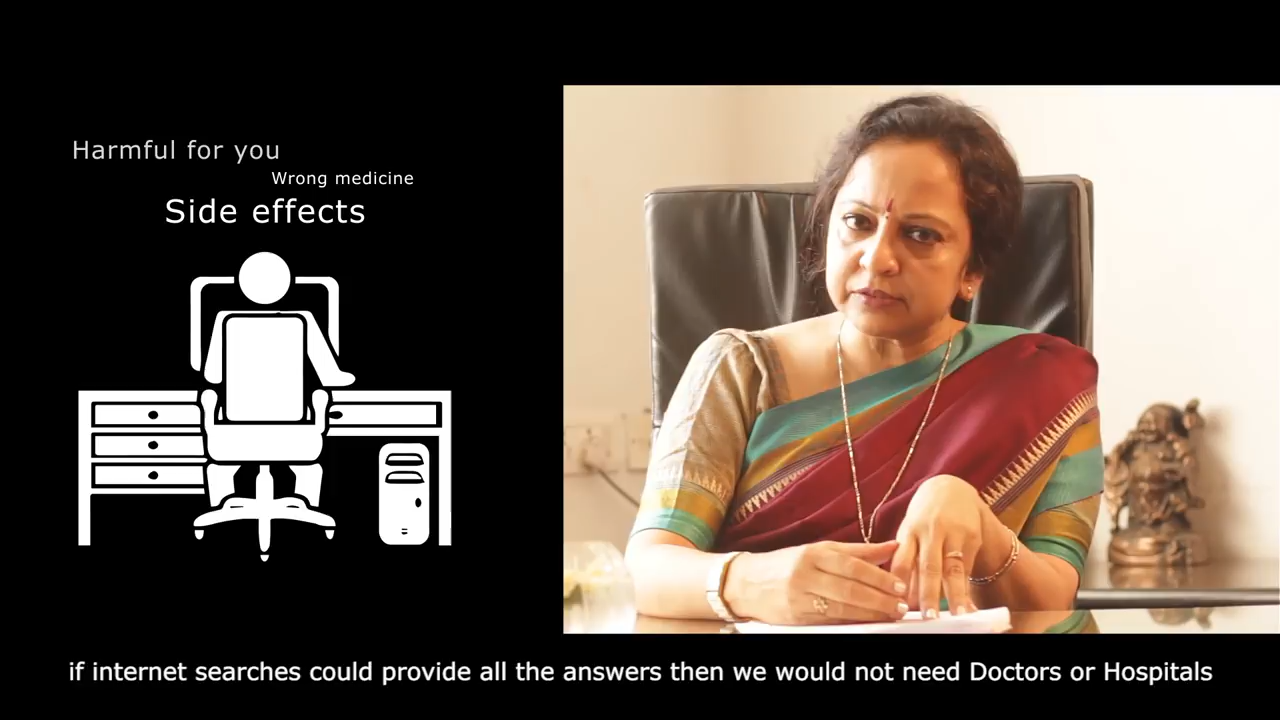 Harmful for you
Wrong medicine
Side effects
if internet searches could provide all the answers then we would not need Doctors or Hospitals